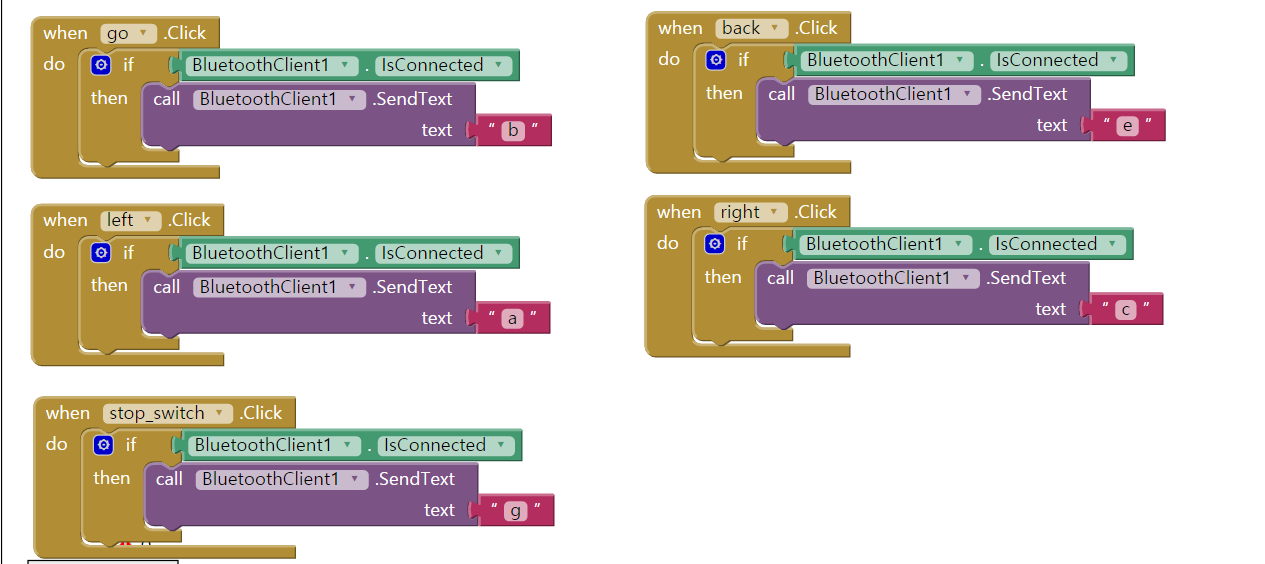 when go .Click
do if BluetoothClient1 . IsConnected
then call BluetoothClient1 .SendText
text " b "
when back .Click
do if BluetoothClient1 . IsConnected
then call BluetoothClient1 .SendText
text " e "
when left .Click
do if BluetoothClient1 . IsConnected
then call BluetoothClient1 .SendText
text " a "
when right .Click
do if BluetoothClient1 . IsConnected
then call BluetoothClient1 .SendText
text " c "
when stop_switch .Click
do if BluetoothClient1 . IsConnected
then call BluetoothClient1 .SendText
text " g "